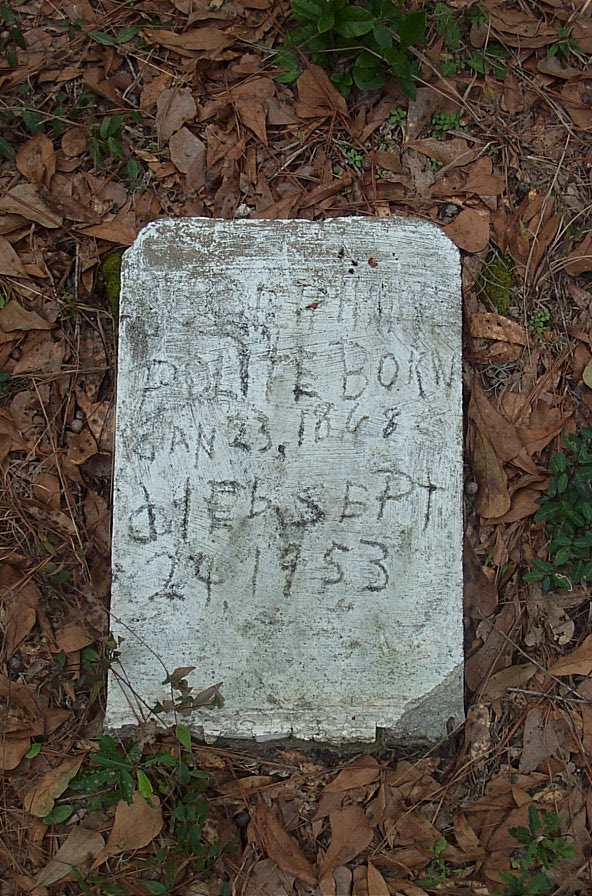 POLITE BORN
JAN 23, 1868
dIED SEPT
24 1953